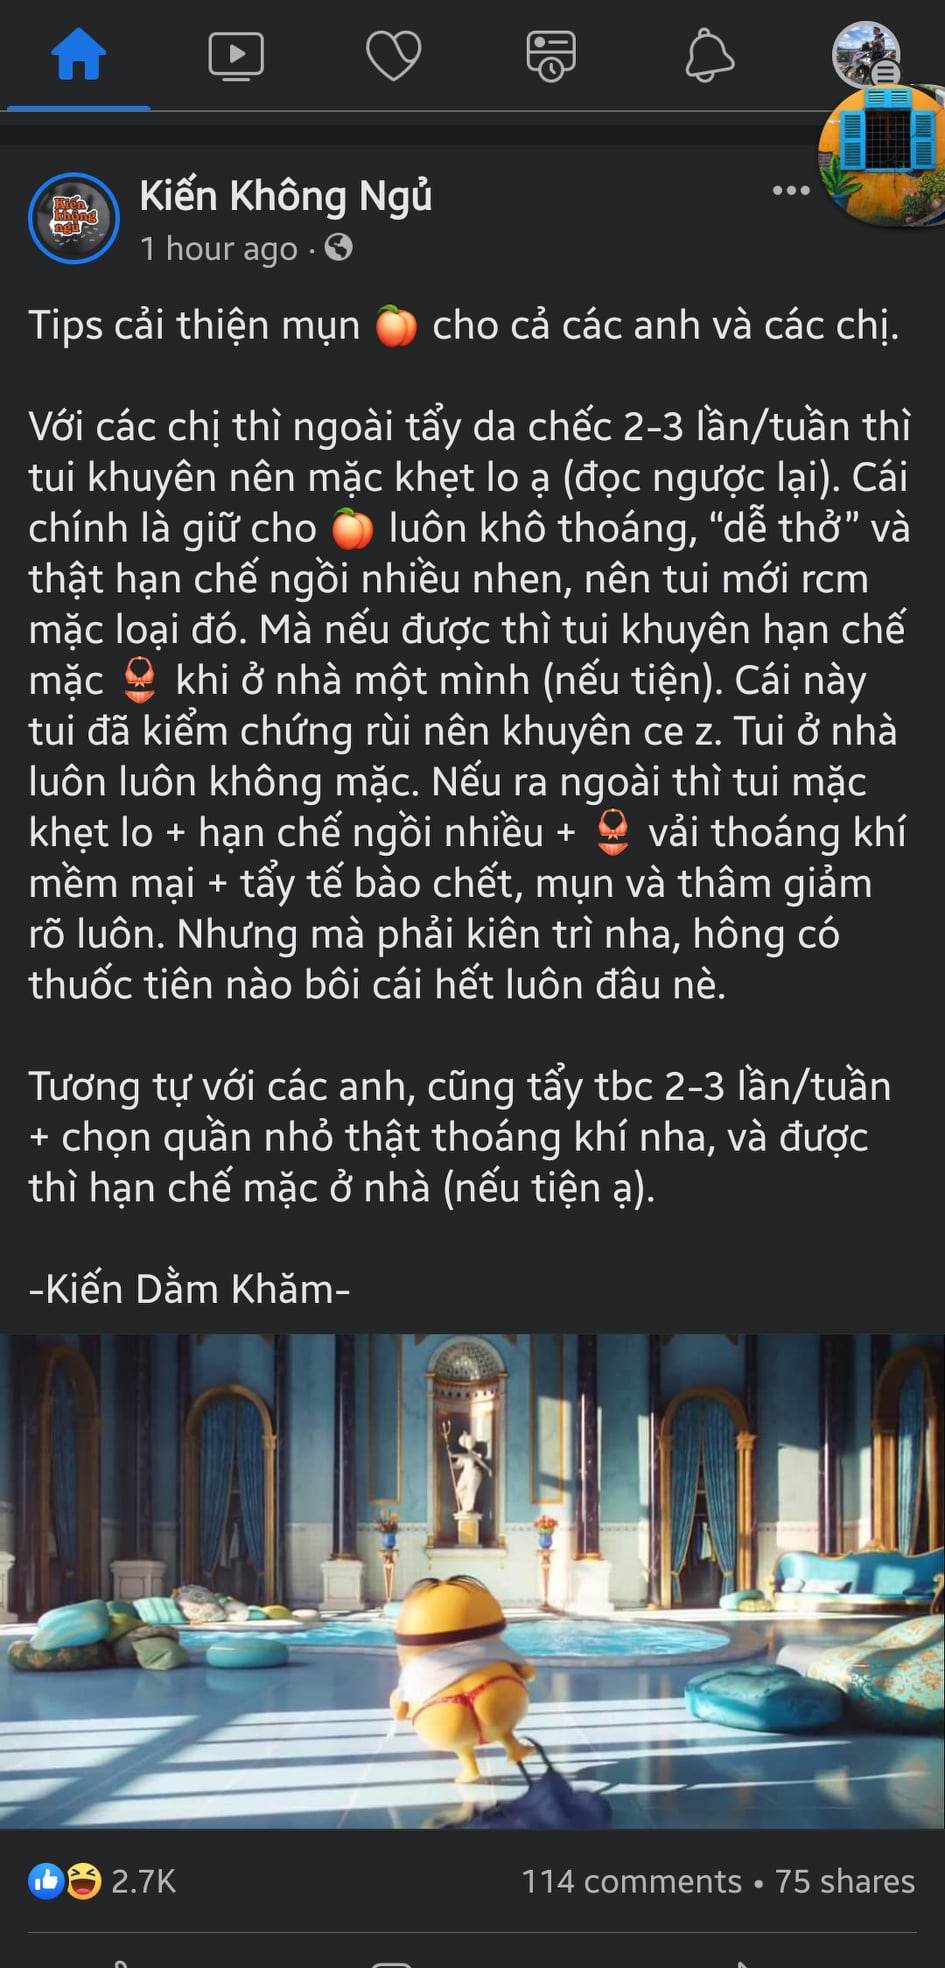 Kiến không ngủ
Kiến Không Ngủ
1 hour ago ·
Tips cải thiện mụn 🍑 cho cả các anh và các chị.
Với các chị thì ngoài tẩy da chếc 2-3 lần/tuần thì
tui khuyên nên mặc khẹt lo ạ (đọc ngược lại). Cái
chính là giữ cho 🍑 luôn khô thoáng, “dễ thở” và
thật hạn chế ngồi nhiều nhen, nên tui mới rcm
mặc loại đó. Mà nếu được thì tui khuyên hạn chế
mặc 👙 khi ở nhà một mình (nếu tiện). Cái này
tui đã kiểm chứng rùi nên khuyên ce z. Tui ở nhà
luôn luôn không mặc. Nếu ra ngoài thì tui mặc
khẹt lo + hạn chế ngồi nhiều + 👙 vải thoáng khí
mềm mại + tẩy tế bào chết, mụn và thâm giảm
rõ luôn. Nhưng mà phải kiên trì nha, hông có
thuốc tiên nào bôi cái hết luôn đâu nè.
Tương tự với các anh, cũng tẩy tbc 2-3 lần/tuần
+ chọn quần nhỏ thật thoáng khí nha, và được
thì hạn chế mặc ở nhà (nếu tiện ạ).
-Kiến Dằm Khăm-
2.7K
114 comments • 75 shares